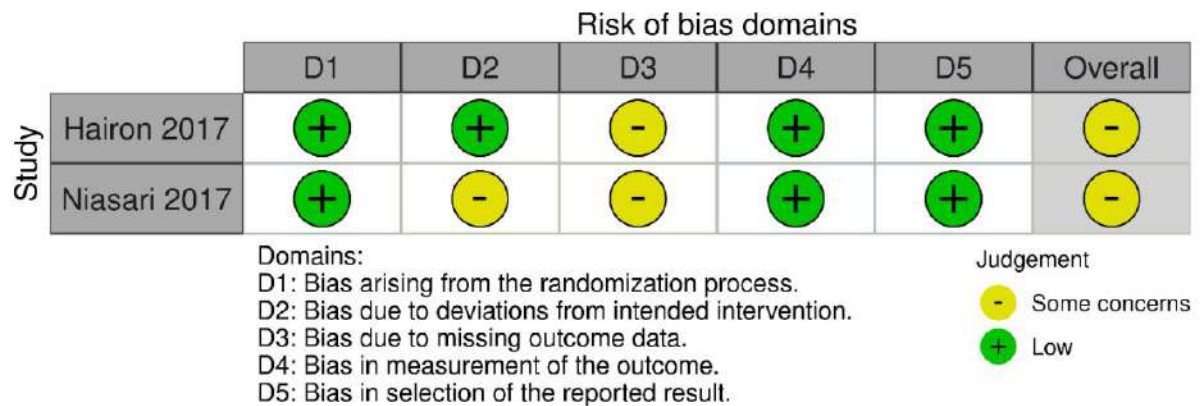 Risk of bias domains
D1 D2 D3 D4 D5 Overall
Study
Hairon 2017 + + - + + -
Niasari 2017 + - - + + -
Domains:
D1: Bias arising from the randomization process.
D2: Bias due to deviations from intended intervention.
D3: Bias due to missing outcome data.
D4: Bias in measurement of the outcome.
D5: Bias in selection of the reported result.
Judgement
- Some concerns
+ Low